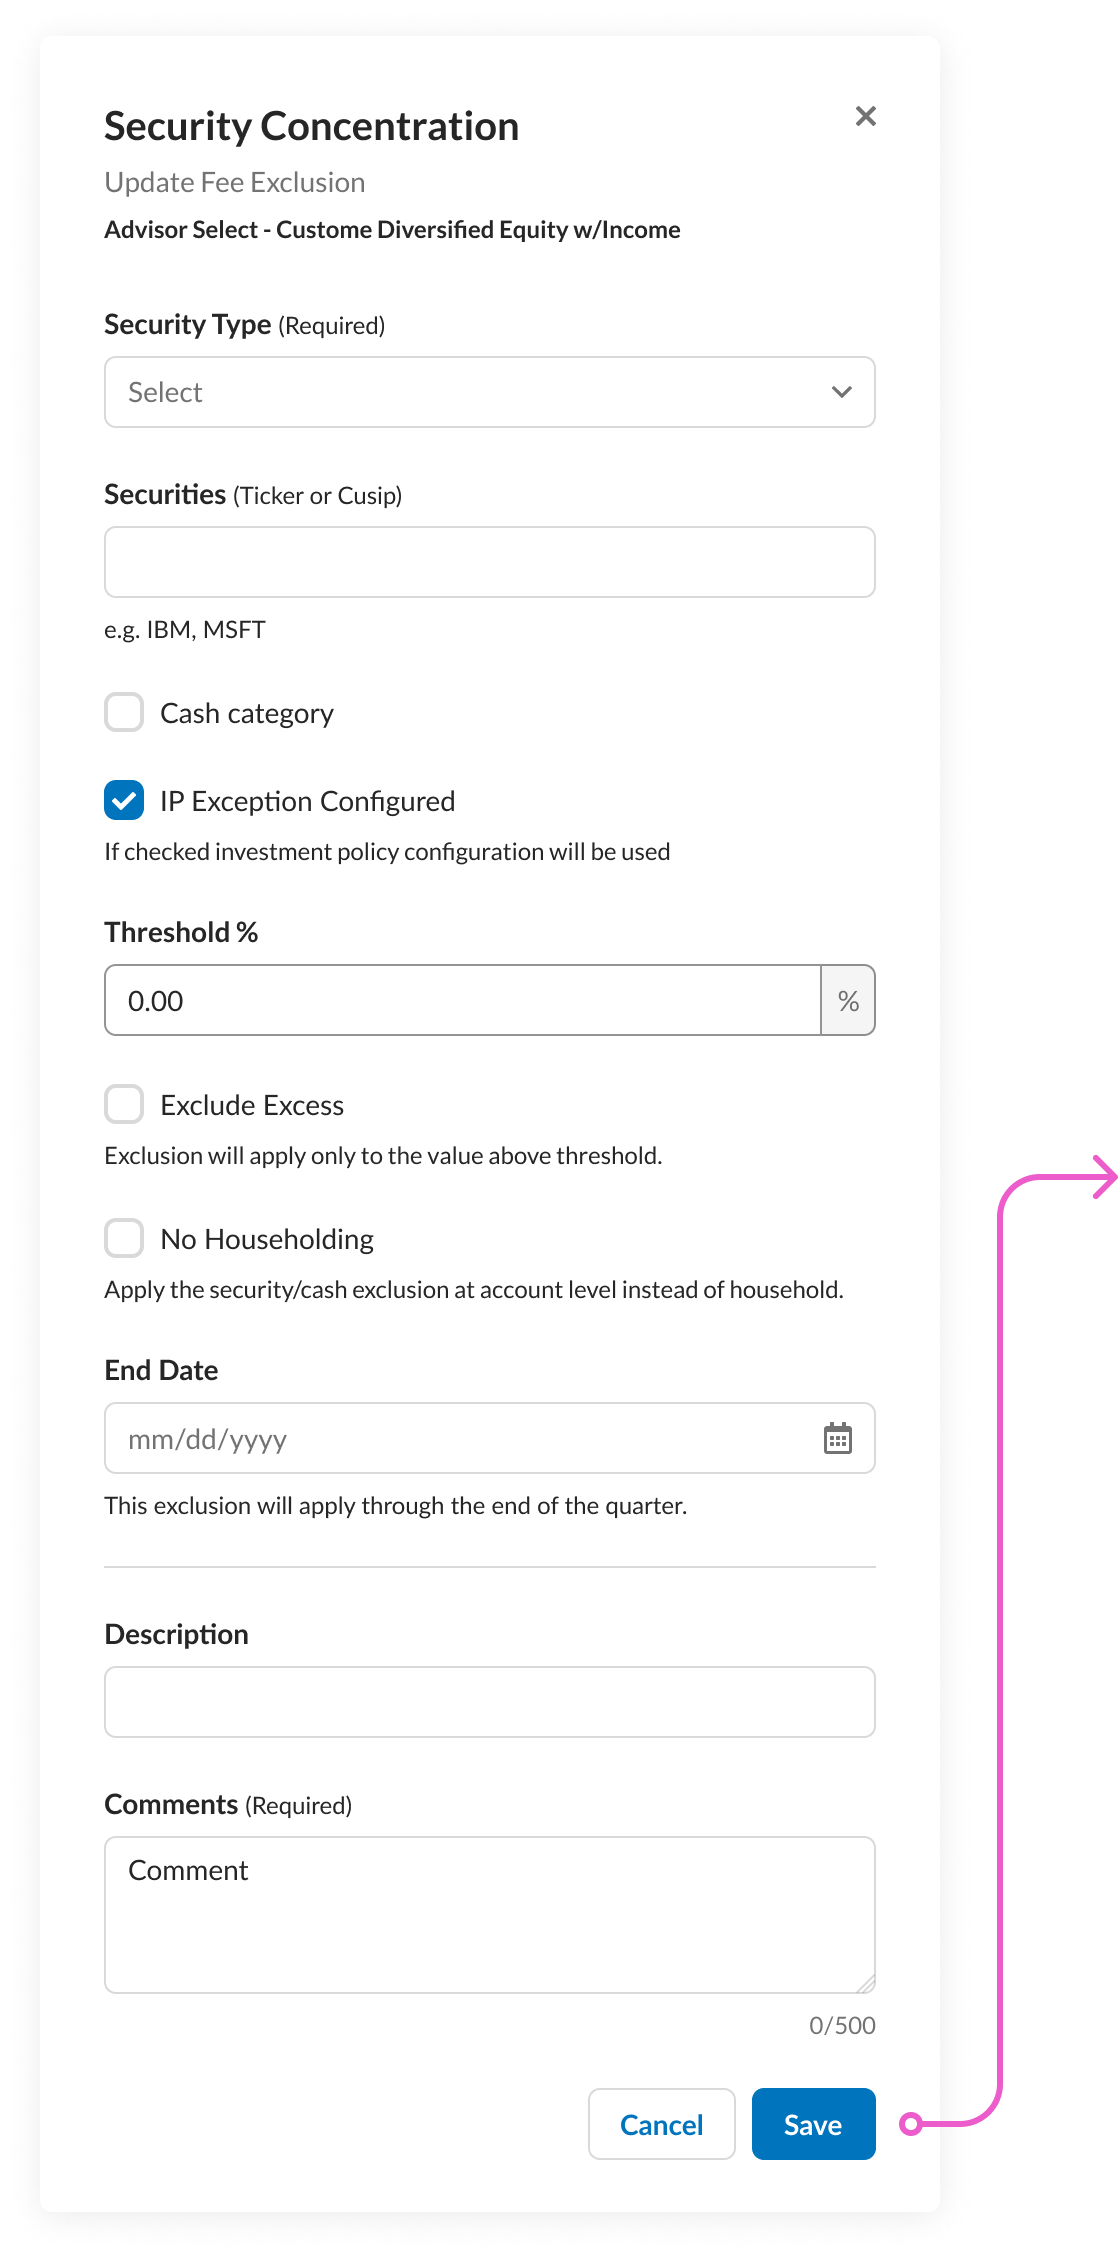 Security Concentration
Update Fee Exclusion
Advisor Select - Custome Diversified Equity w/Income
Security Type (Required)
Select
Securities (Ticker or Cusip)
e.g. IBM, MSFT
Cash category
IP Exception Configured
If checked investment policy configuration will be used
Threshold %
0.00 %
Exclude Excess
Exclusion will apply only to the value above threshold.
No Householding
Apply the security/cash exclusion at account level instead of household.
End Date
mm/dd/yyyy
This exclusion will apply through the end of the quarter.
Description
Comments (Required)
Comment
0/500
Cancel Save